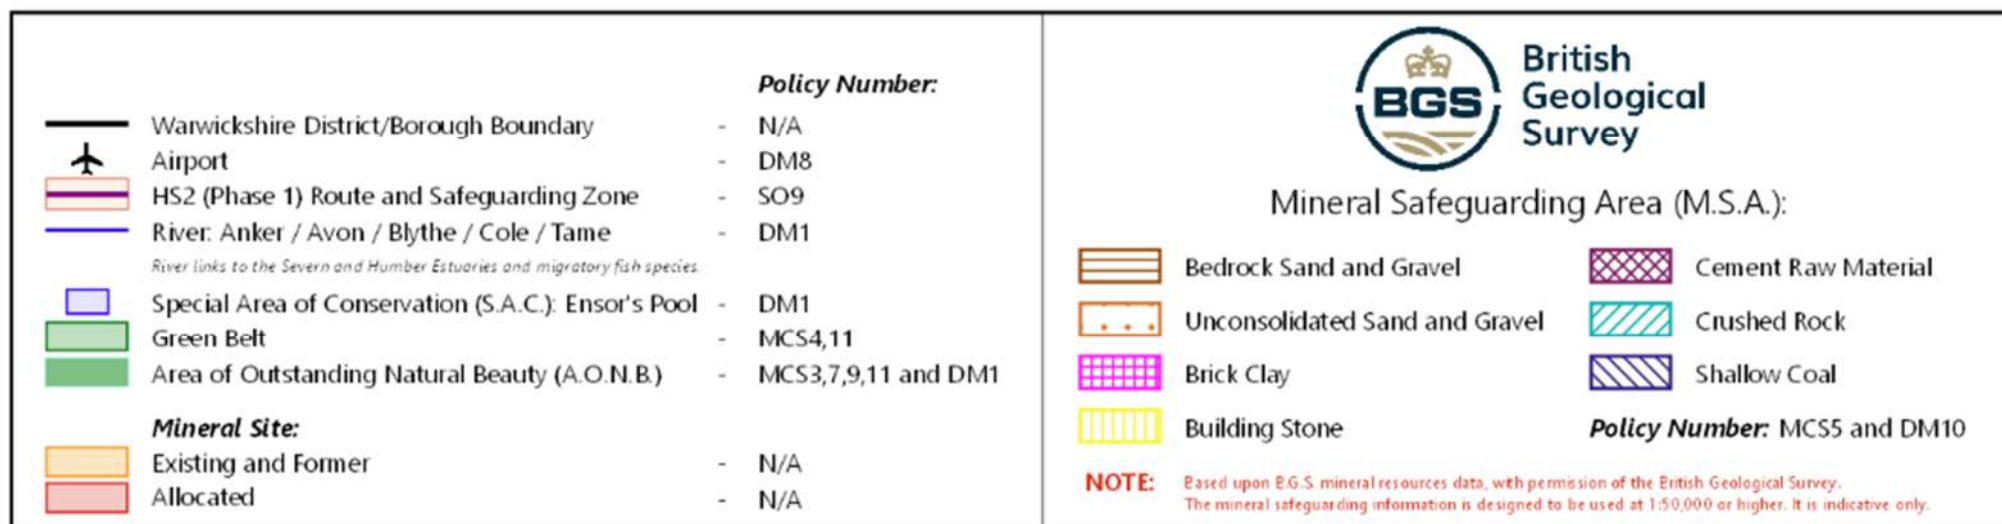 Policy Number:
Warwickshire District/Borough Boundary - N/A
Airport - DM8
HS2 (Phase 1) Route and Safeguarding Zone - SO9
River: Anker / Avon / Blythe / Cole / Tame - DM1
River links to the Severn and Humber Estuaries and migratory fish species.
Special Area of Conservation (S.A.C.): Ensor's Pool - DM1
Green Belt - MCS4,11
Area of Outstanding Natural Beauty (A.O.N.B.) - MCS3,7,9,11 and DM1
Mineral Site:
Existing and Former - N/A
Allocated - N/A
BGS
British
Geological
Survey
Mineral Safeguarding Area (M.S.A.):
Bedrock Sand and Gravel
Unconsolidated Sand and Gravel
Brick Clay
Building Stone
Cement Raw Material
Crushed Rock
Shallow Coal
Policy Number: MCS5 and DM10
NOTE: Based upon B.G.S. mineral resources data, with permission of the British Geological Survey.
The mineral safeguarding information is designed to be used at 1:50,000 or higher. It is indicative only.